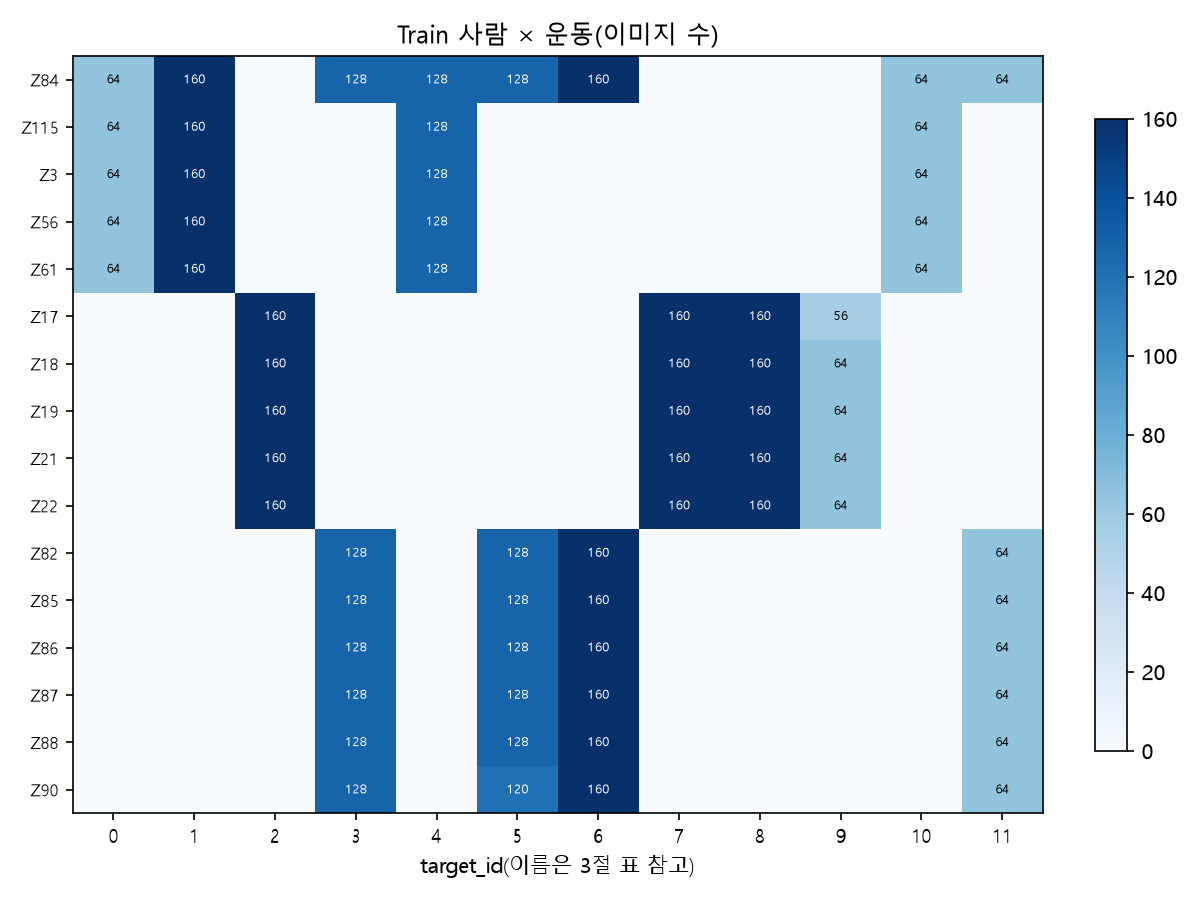 Train 사람 × 운동(이미지 수)
Z84 64 160 128 128 128 160 64 64
Z115 64 160 128 64
Z3 64 160 128 64
Z56 64 160 128 64
Z61 64 160 128 64
Z17 160 160 160 56
Z18 160 160 160 64
Z19 160 160 160 64
Z21 160 160 160 64
Z22 160 160 160 64
Z82 128 128 160 64
Z85 128 128 160 64
Z86 128 128 160 64
Z87 128 128 160 64
Z88 128 128 160 64
Z90 128 120 160 64
0 1 2 3 4 5 6 7 8 9 10 11
target_id(이름은 3절 표 참고)
160
140
120
100
80
60
40
20
0